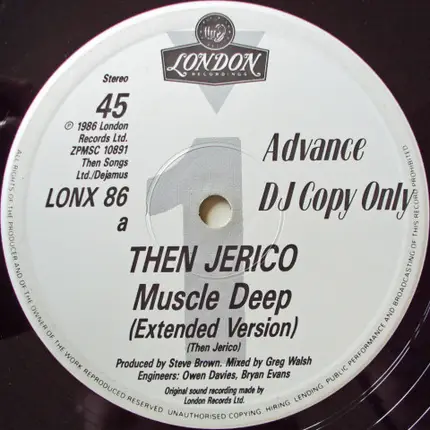 LONDON
RECORDINGS
Stereo
45
℗ 1986 London
Records Ltd.
ZPMSC 10891
Then Songs
Ltd./Dejamus
LONX 86
a
1
Advance
DJ Copy Only
THEN JERICO
Muscle Deep
(Extended Version)
(Then Jerico)
Produced by Steve Brown. Mixed by Greg Walsh
Engineers: Owen Davies, Bryan Evans
Original sound recording made by
London Records Ltd.
ALL RIGHTS OF THE PRODUCER AND OF THE OWNER OF THE WORK REPRODUCED RESERVED. UNAUTHORISED COPYING. HIRING. LENDING. PUBLIC PERFORMANCE AND BROADCASTING OF THIS RECORD PROHIBITED